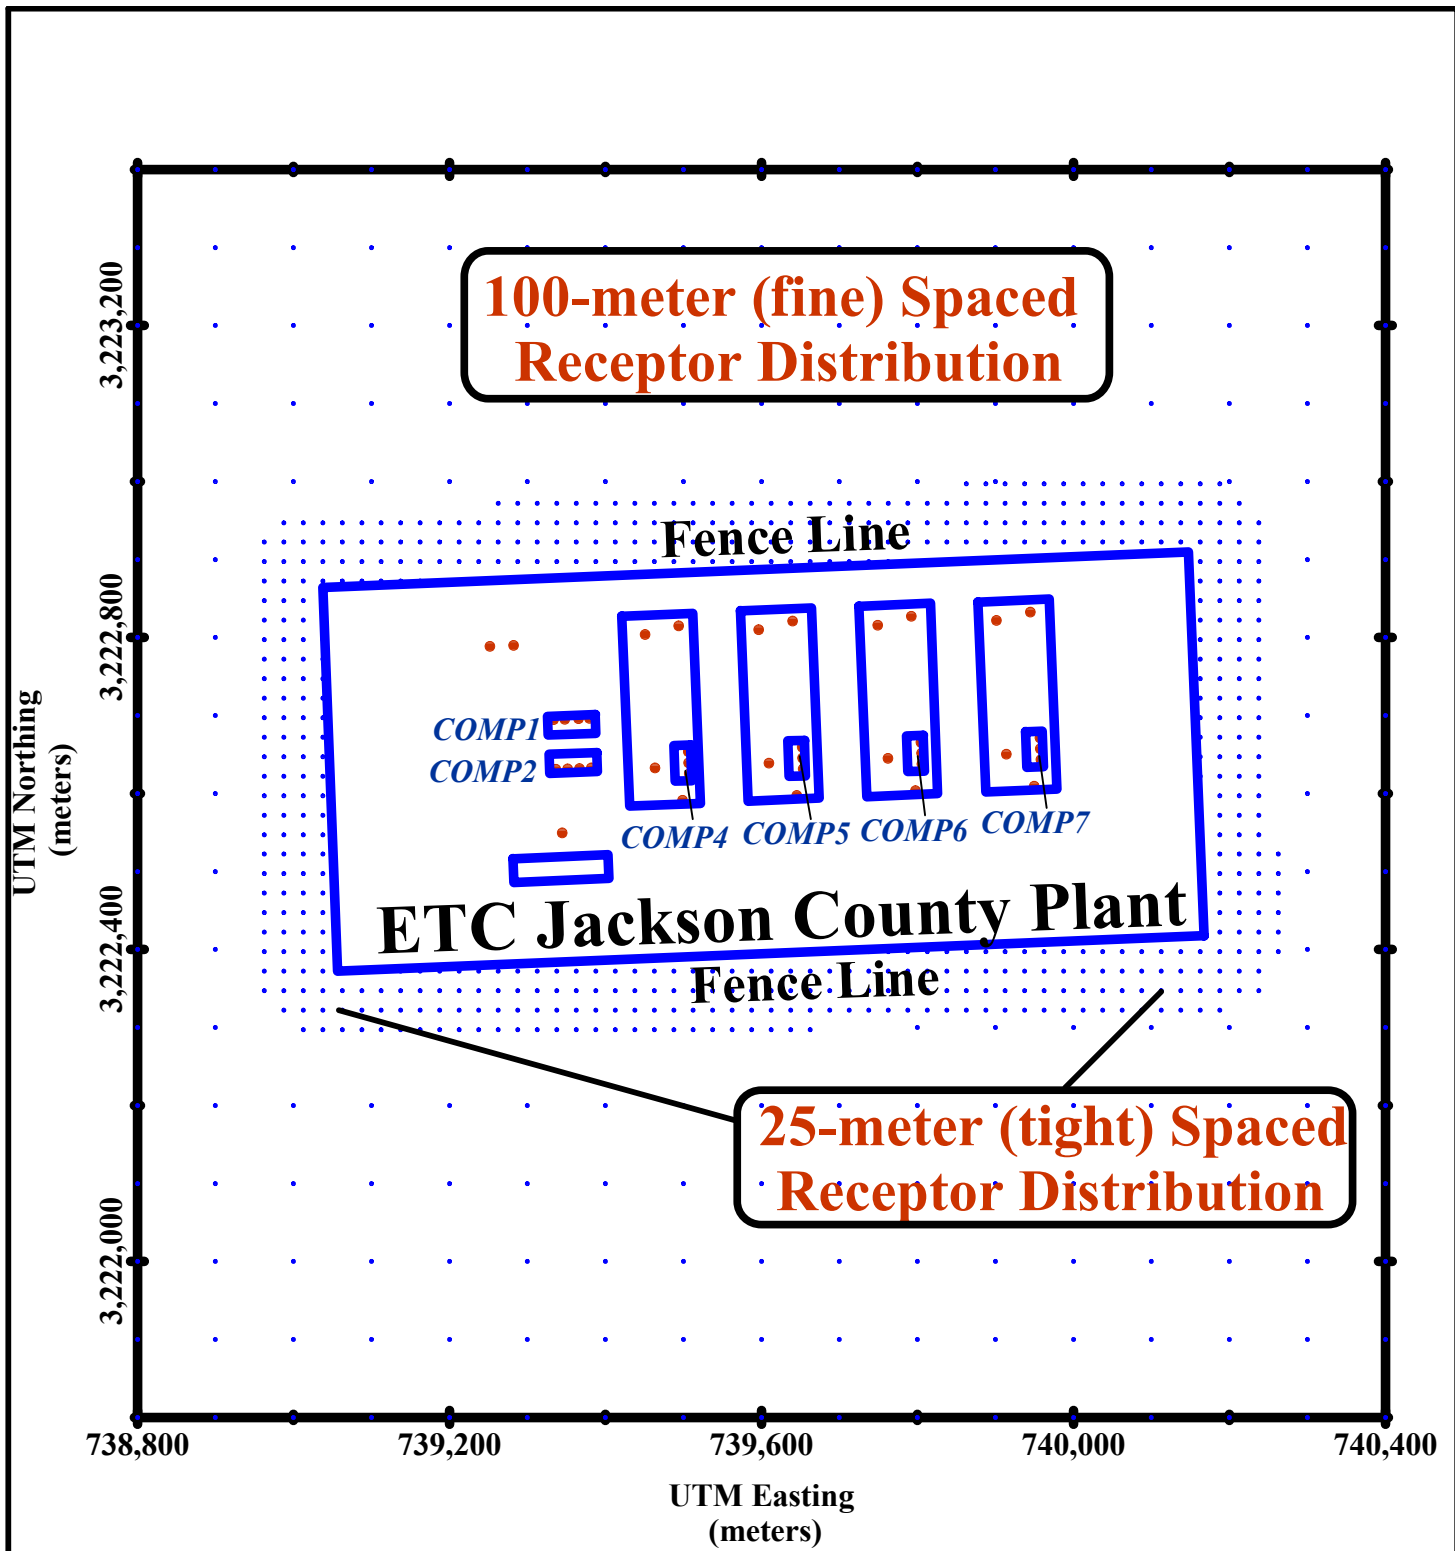 100-meter (fine) Spaced
Receptor Distribution
3,223,200
Fence Line
3,222,800
UTM Northing
(meters)
COMP1
COMP2
COMP4
COMP5
COMP6
COMP7
ETC Jackson County Plant
3,222,400
Fence Line
25-meter (tight) Spaced
Receptor Distribution
3,222,000
738,800
739,200
739,600
740,000
740,400
UTM Easting
(meters)